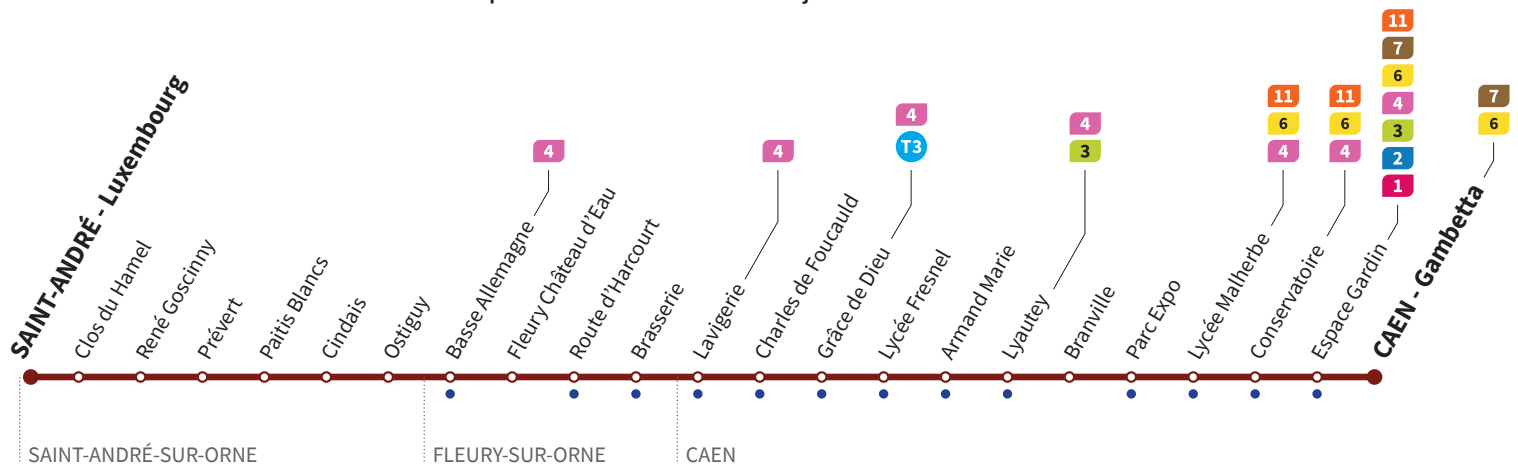 SAINT-ANDRÉ - Luxembourg
Clos du Hamel
René Goscinny
Prévert
Paitis Blancs
Cindais
Ostiguy
Basse Allemagne
4
Fleury Château d'Eau
Route d'Harcourt
Brasserie
Lavigerie
4
Charles de Foucauld
Grâce de Dieu
4
T3
Lycée Fresnel
Armand Marie
Lyautey
4
3
Branville
Parc Expo
Lycée Malherbe
11
6
4
Conservatoire
11
6
4
Espace Gardin
11
7
6
4
3
2
1
CAEN - Gambetta
7
6
SAINT-ANDRÉ-SUR-ORNE
FLEURY-SUR-ORNE
CAEN